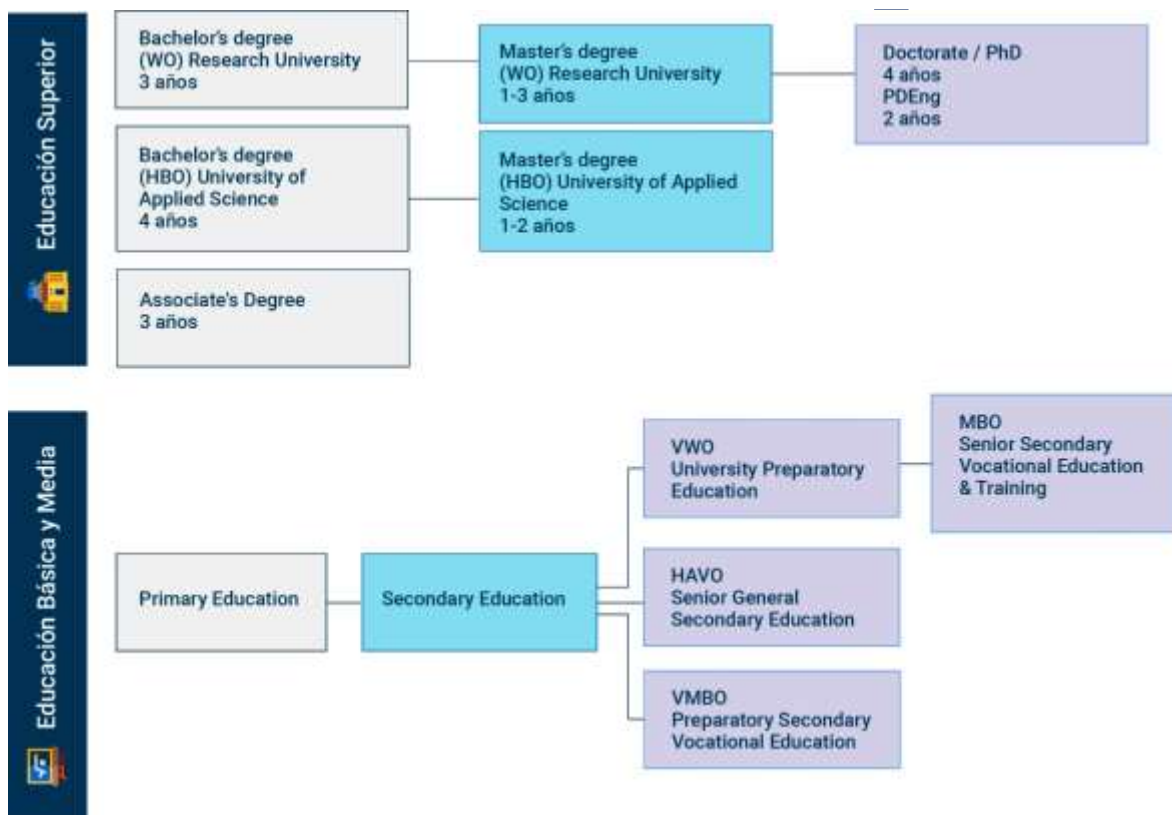 Educación Superior
Bachelor's degree
(WO) Research University
3 años
Master's degree
(WO) Research University
1-3 años
Doctorate / PhD
4 años
PDEng
2 años
Bachelor's degree
(HBO) University of
Applied Science
4 años
Master's degree
(HBO) University of Applied
Science
1-2 años
Associate's Degree
3 años
Educación Básica y Media
Primary Education
Secondary Education
VWO
University Preparatory
Education
MBO
Senior Secondary
Vocational Education
& Training
HAVO
Senior General
Secondary Education
VMBO
Preparatory Secondary
Vocational Education